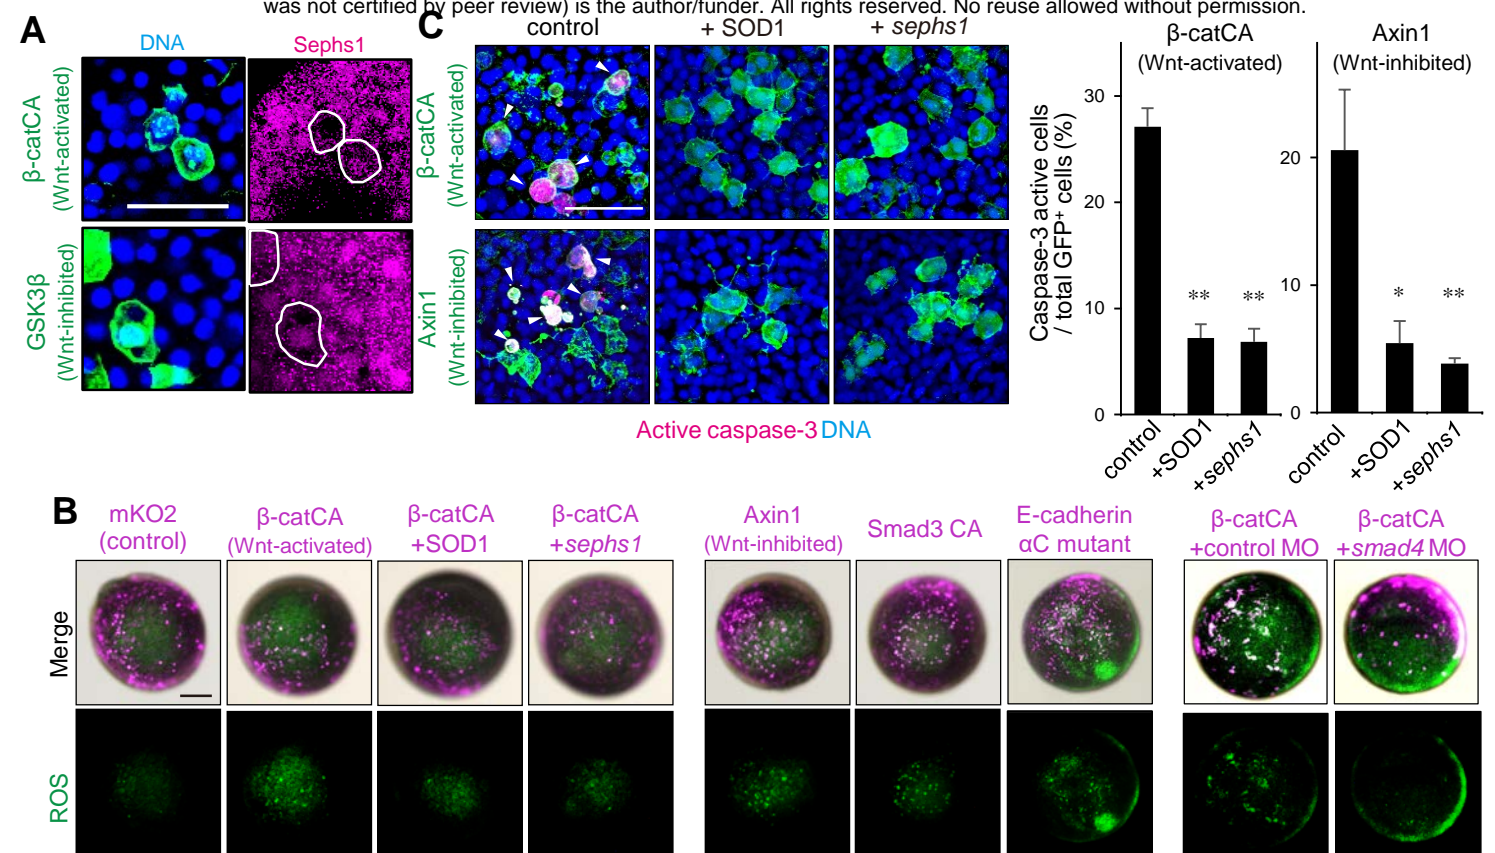 was not certified by peer review) is the author/funder. All rights reserved. No reuse allowed without permission.
A
DNA
Sephs1
β-catCA
(Wnt-activated)
GSK3β
(Wnt-inhibited)
C
control
+ SOD1
+ sephs1
β-catCA
(Wnt-activated)
Axin1
(Wnt-inhibited)
Active caspase-3 DNA
Caspase-3 active cells
/ total GFP⁺ cells (%)
β-catCA
(Wnt-activated)
30
20
10
0
**
**
control
+SOD1
+sephs1
Axin1
(Wnt-inhibited)
20
10
0
*
**
control
+SOD1
+sephs1
B
mKO2
(control)
β-catCA
(Wnt-activated)
β-catCA
+SOD1
β-catCA
+sephs1
Axin1
(Wnt-inhibited)
Smad3 CA
E-cadherin
αC mutant
β-catCA
+control MO
β-catCA
+smad4 MO
Merge
ROS